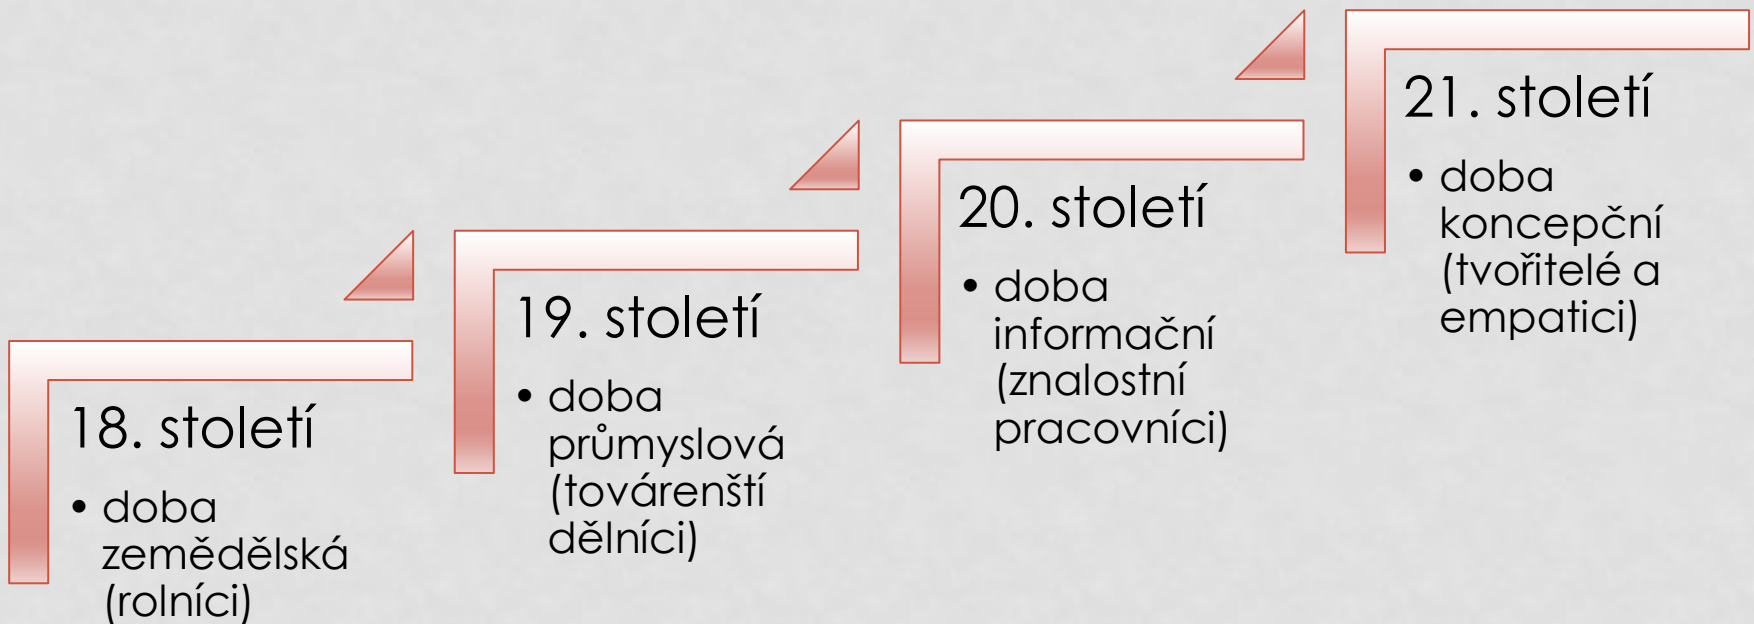 18. století
• doba
zemědělská
(rolníci)
19. století
• doba
průmyslová
(továrenští
dělníci)
20. století
• doba
informační
(znalostní
pracovníci)
21. století
• doba
koncepční
(tvořitelé a
empatici)